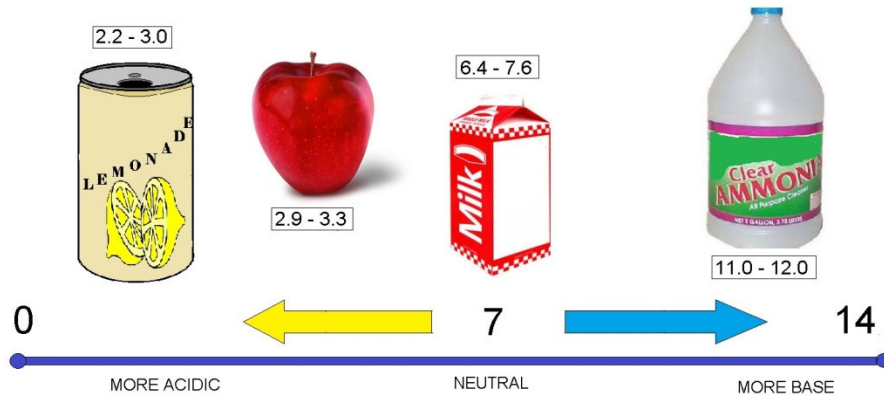 2.2 - 3.0
LEMONADE
2.9 - 3.3
6.4 - 7.6
Milk
Clear
AMMONIA
All Purpose Cleaner
11.0 - 12.0
0
7
14
MORE ACIDIC
NEUTRAL
MORE BASE